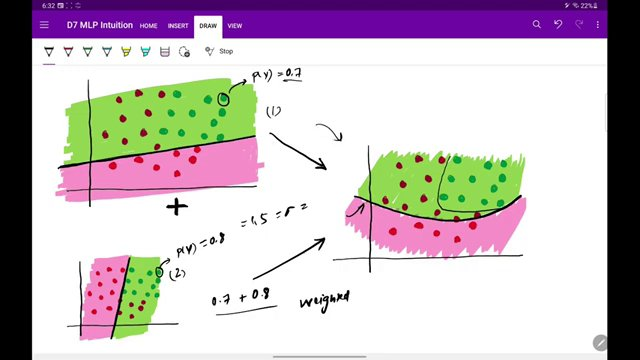 6:32
22%
D7 MLP Intuition
HOME
INSERT
DRAW
VIEW
Stop
P(Y) = 0.7
(1)
+
P(Y) = 0.8
= 1.5 = σ =
(2)
0.7 + 0.8
weighted